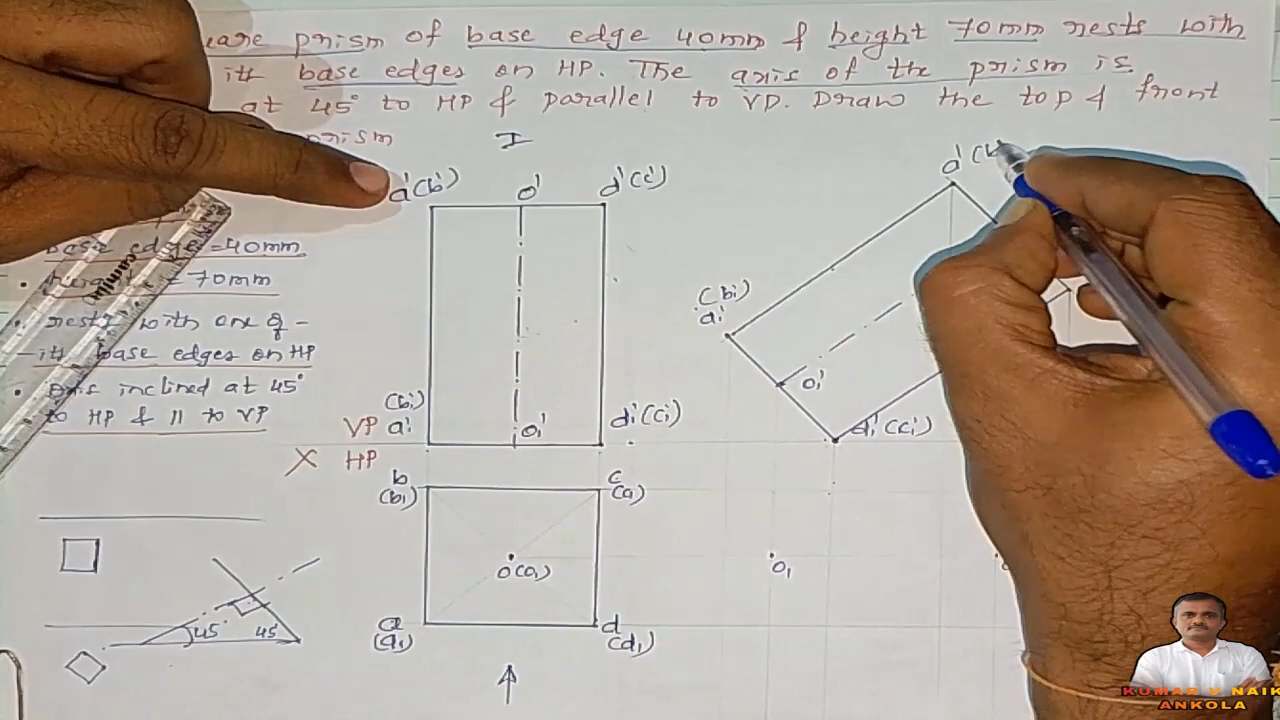 uare prism of base edge 40mm & height 70mm rests with
its base edges on HP. The axis of the prism is
at 45° to HP & parallel to VP. Draw the top & front
prism
I
a'(b')
o'
d'(c')
a'(b
base edge =40mm
= 70mm
rests with one of -
-its base edges on HP
Axis inclined at 45°
to HP & || to VP
(b₁')
a₁'
o₁'
d₁'(c₁')
(b₁')
a₁'
o₁'
d₁'(c₁')
VP
X HP
b
(b₁)
c
o(o₁)
a
(a₁)
d
(d₁)
o₁
45°
45°
camlin
KUMAR V NAIK
ANKOLA